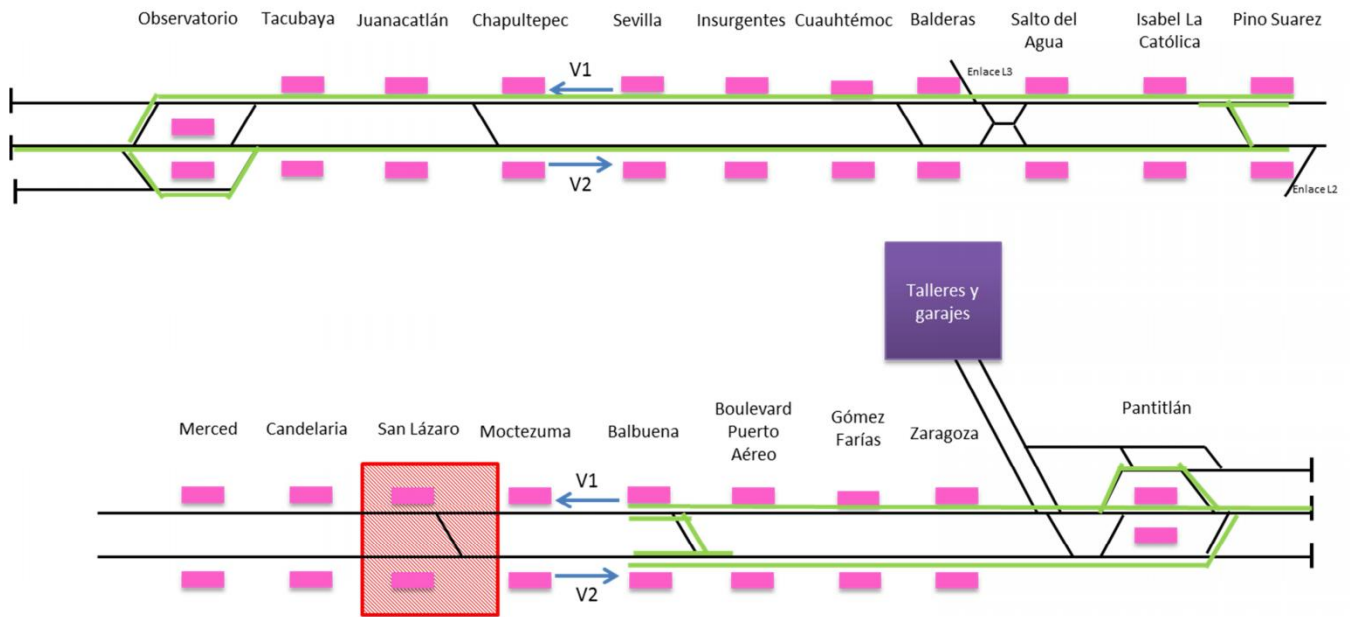 Observatorio
Tacubaya
Juanacatlán
Chapultepec
Sevilla
Insurgentes
Cuauhtémoc
Balderas
Salto del
Agua
Isabel La
Católica
Pino Suarez
V1
Enlace L3
V2
Enlace L2
Talleres y
garajes
Merced
Candelaria
San Lázaro
Moctezuma
Balbuena
Boulevard
Puerto
Aéreo
Gómez
Farías
Zaragoza
Pantitlán
V1
V2